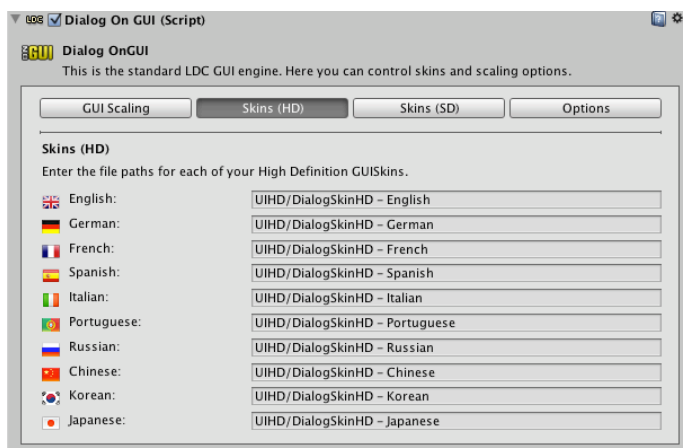 LDC Dialog On GUI (Script)
GUI Dialog OnGUI
This is the standard LDC GUI engine. Here you can control skins and scaling options.
GUI Scaling Skins (HD) Skins (SD) Options
Skins (HD)
Enter the file paths for each of your High Definition GUISkins.
English: UIHD/DialogSkinHD – English
German: UIHD/DialogSkinHD – German
French: UIHD/DialogSkinHD – French
Spanish: UIHD/DialogSkinHD – Spanish
Italian: UIHD/DialogSkinHD – Italian
Portuguese: UIHD/DialogSkinHD – Portuguese
Russian: UIHD/DialogSkinHD – Russian
Chinese: UIHD/DialogSkinHD – Chinese
Korean: UIHD/DialogSkinHD – Korean
Japanese: UIHD/DialogSkinHD – Japanese